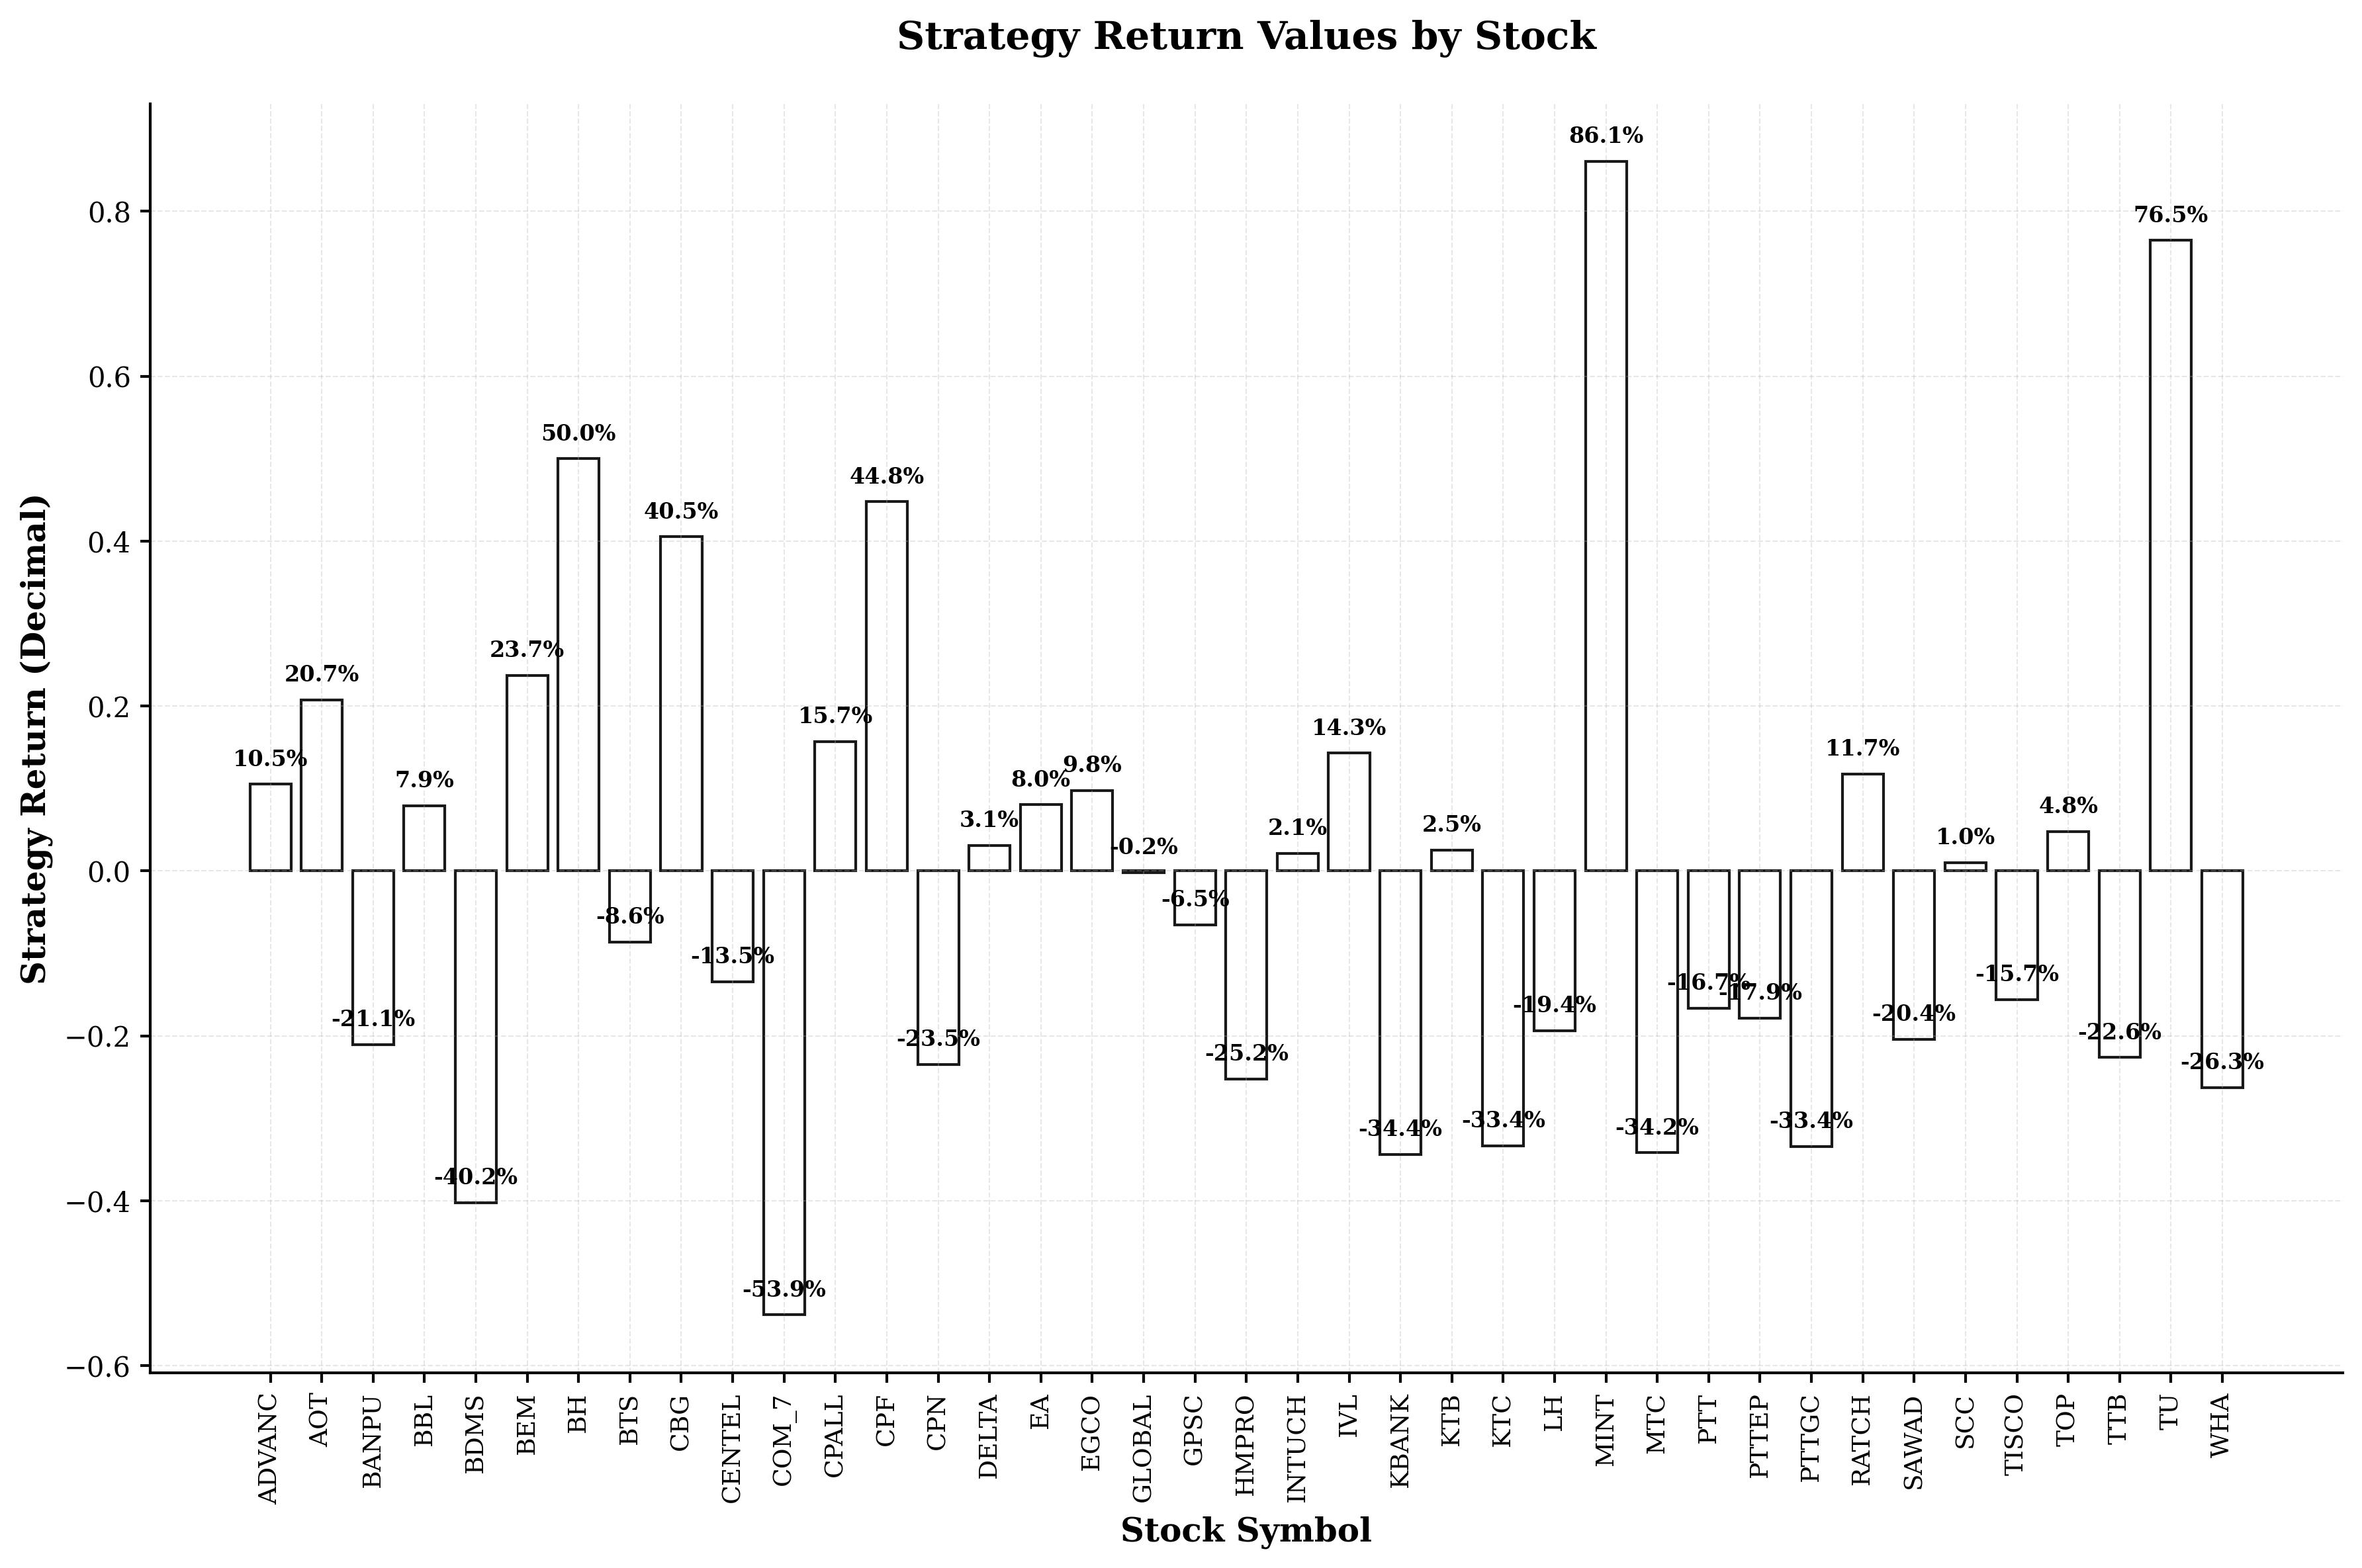 Strategy Return Values by Stock
Strategy Return (Decimal)
0.8
0.6
0.4
0.2
0.0
−0.2
−0.4
−0.6
10.5%
20.7%
-21.1%
7.9%
-40.2%
23.7%
50.0%
-8.6%
40.5%
-13.5%
-53.9%
15.7%
44.8%
-23.5%
3.1%
8.0%
9.8%
-0.2%
-6.5%
-25.2%
2.1%
14.3%
-34.4%
2.5%
-33.4%
-19.4%
86.1%
-34.2%
-16.7%
-17.9%
-33.4%
11.7%
-20.4%
1.0%
-15.7%
4.8%
-22.6%
76.5%
-26.3%
ADVANC
AOT
BANPU
BBL
BDMS
BEM
BH
BTS
CBG
CENTEL
COM_7
CPALL
CPF
CPN
DELTA
EA
EGCO
GLOBAL
GPSC
HMPRO
INTUCH
IVL
KBANK
KTB
KTC
LH
MINT
MTC
PTT
PTTEP
PTTGC
RATCH
SAWAD
SCC
TISCO
TOP
TTB
TU
WHA
Stock Symbol